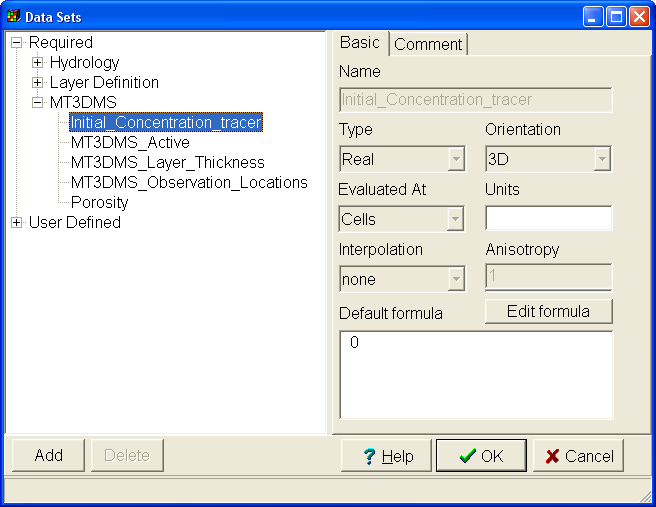 Data Sets
Required
Hydrology
Layer Definition
MT3DMS
Initial_Concentration_tracer
MT3DMS_Active
MT3DMS_Layer_Thickness
MT3DMS_Observation_Locations
Porosity
User Defined
Basic Comment
Name
Initial_Concentration_tracer
Type Orientation
Real 3D
Evaluated At Units
Cells
Interpolation Anisotropy
none 1
Default formula Edit formula
0
Add Delete ? Help OK Cancel